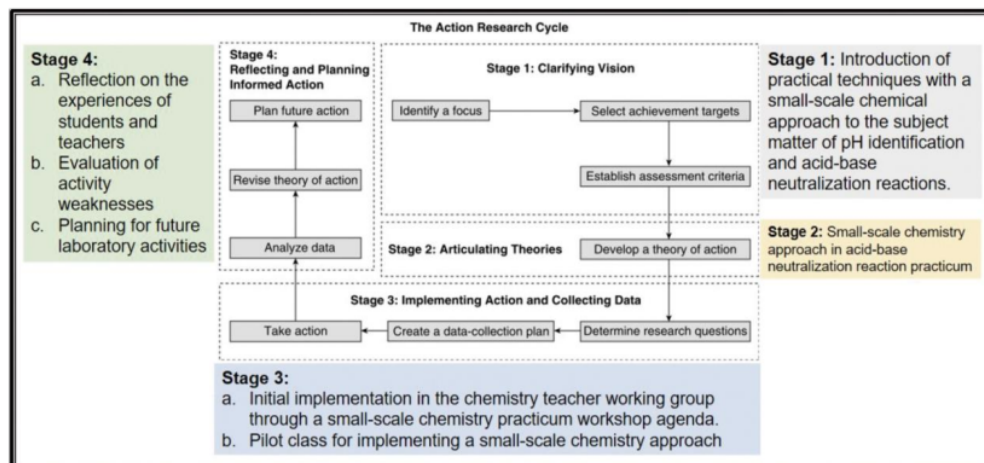 The Action Research Cycle
Stage 4:
a. Reflection on the
experiences of
students and
teachers
b. Evaluation of
activity
weaknesses
c. Planning for future
laboratory activities
Stage 4:
Reflecting and Planning
Informed Action
Plan future action
Revise theory of action
Analyze data
Stage 1: Clarifying Vision
Identify a focus
Select achievement targets
Establish assessment criteria
Stage 1: Introduction of
practical techniques with a
small-scale chemical
approach to the subject
matter of pH identification
and acid-base
neutralization reactions.
Stage 2: Articulating Theories
Develop a theory of action
Stage 2: Small-scale chemistry
approach in acid-base
neutralization reaction practicum
Stage 3: Implementing Action and Collecting Data
Take action
Create a data-collection plan
Determine research questions
Stage 3:
a. Initial implementation in the chemistry teacher working group
through a small-scale chemistry practicum workshop agenda.
b. Pilot class for implementing a small-scale chemistry approach